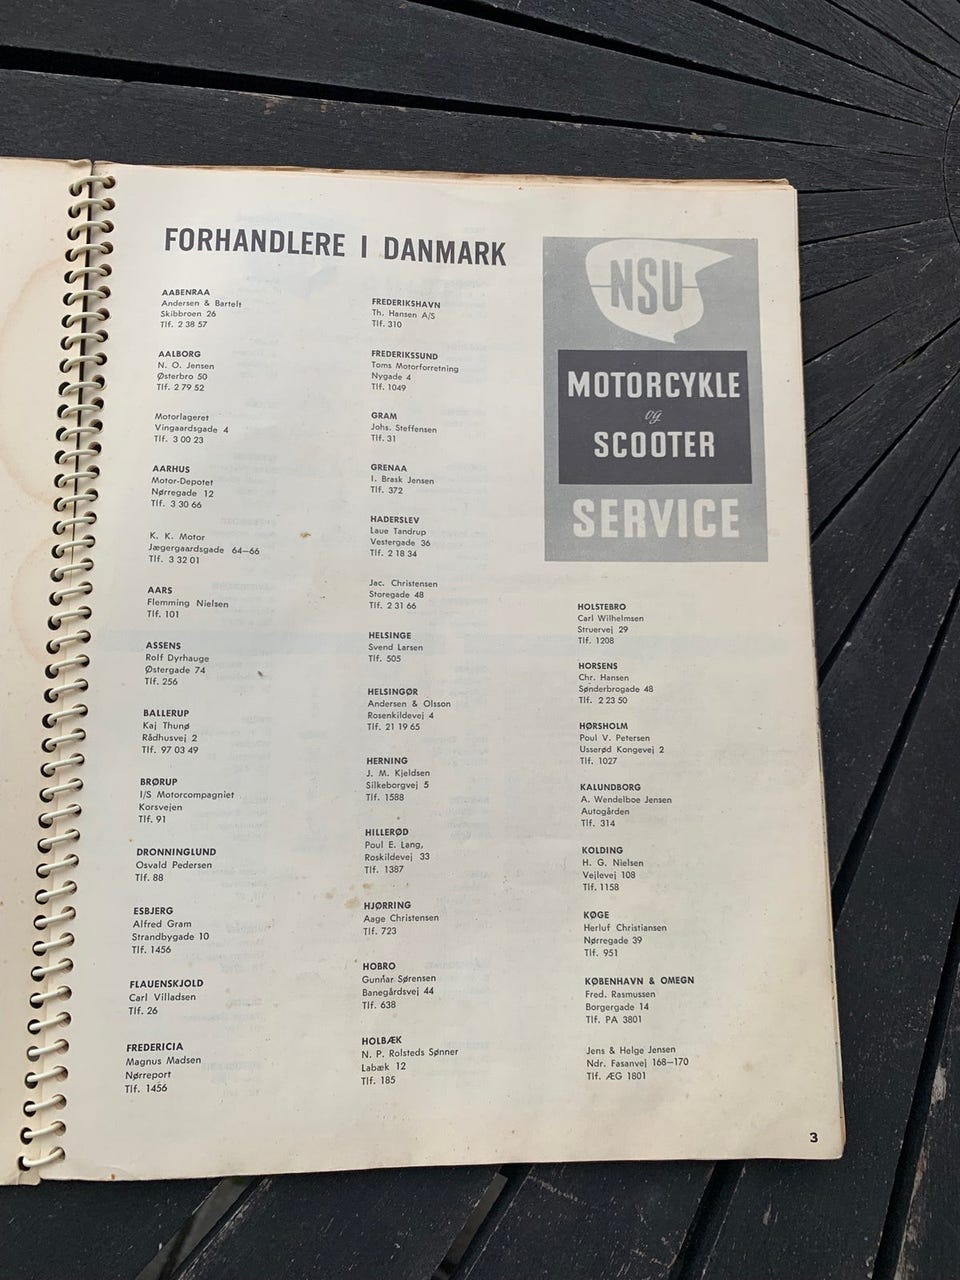 FORHANDLERE I DANMARK
AABENRAA
Andersen & Bartelt
Skibbroen 26
Tlf. 2 38 57
AALBORG
N. O. Jensen
Østerbro 50
Tlf. 2 79 52
Motorlageret
Vingaardsgade 4
Tlf. 3 00 23
AARHUS
Motor-Depotet
Nørregade 12
Tlf. 3 30 66
K. K. Motor
Jægergaardsgade 64—66
Tlf. 3 32 01
AARS
Flemming Nielsen
Tlf. 101
ASSENS
Rolf Dyrhauge
Østergade 74
Tlf. 256
BALLERUP
Kaj Thunø
Rådhusvej 2
Tlf. 97 03 49
BRØRUP
I/S Motorcompagniet
Korsvejen
Tlf. 91
DRONNINGLUND
Osvald Pedersen
Tlf. 88
ESBJERG
Alfred Gram
Strandbygade 10
Tlf. 1456
FLAUENSKJOLD
Carl Villadsen
Tlf. 26
FREDERICIA
Magnus Madsen
Nørreport
Tlf. 1456
FREDERIKSHAVN
Th. Hansen A/S
Tlf. 310
FREDERIKSSUND
Toms Motorforretning
Nygade 4
Tlf. 1049
GRAM
Johs. Steffensen
Tlf. 31
GRENAA
I. Brask Jensen
Tlf. 372
HADERSLEV
Laue Tandrup
Vestergade 36
Tlf. 2 18 34
Jac. Christensen
Storegade 48
Tlf. 2 31 66
HELSINGE
Svend Larsen
Tlf. 505
HELSINGØR
Andersen & Olsson
Rosenkildevej 4
Tlf. 21 19 65
HERNING
J. M. Kjeldsen
Silkeborgvej 5
Tlf. 1588
HILLERØD
Poul E. Lang,
Roskildevej 33
Tlf. 1387
HJØRRING
Aage Christensen
Tlf. 723
HOBRO
Gunnar Sørensen
Banegårdsvej 44
Tlf. 638
HOLBÆK
N. P. Rolsteds Sønner
Labæk 12
Tlf. 185
NSU
MOTORCYKLE
og
SCOOTER
SERVICE
HOLSTEBRO
Carl Wilhelmsen
Struervej 29
Tlf. 1208
HORSENS
Chr. Hansen
Sønderbrogade 48
Tlf. 2 23 50
HØRSHOLM
Poul V. Petersen
Usserød Kongevej 2
Tlf. 1027
KALUNDBORG
A. Wendelboe Jensen
Autogården
Tlf. 314
KOLDING
H. G. Nielsen
Vejlevej 108
Tlf. 1158
KØGE
Herluf Christiansen
Nørregade 39
Tlf. 951
KØBENHAVN & OMEGN
Fred. Rasmussen
Borgergade 14
Tlf. PA 3801
Jens & Helge Jensen
Ndr. Fasanvej 168—170
Tlf. ÆG 1801
3